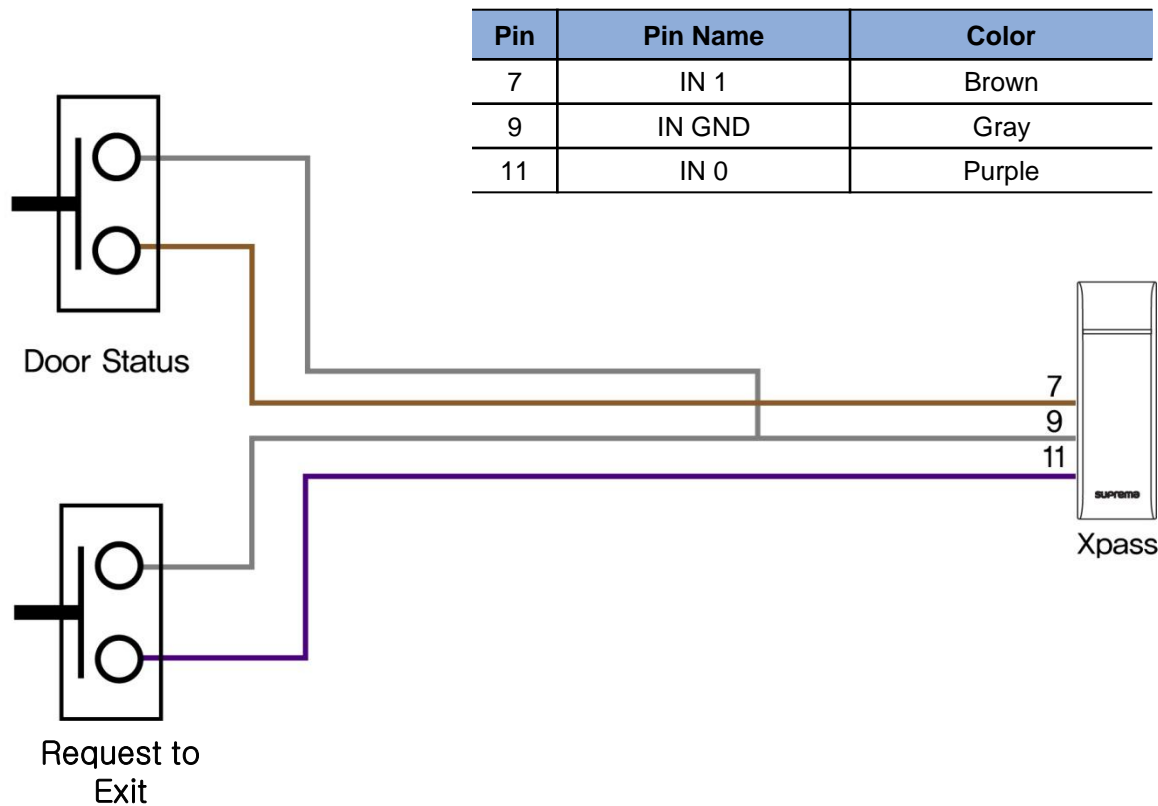 Pin Pin Name Color
7 IN 1 Brown
9 IN GND Gray
11 IN 0 Purple
Door Status
7
9
11
suprema
Xpass
Request to
Exit